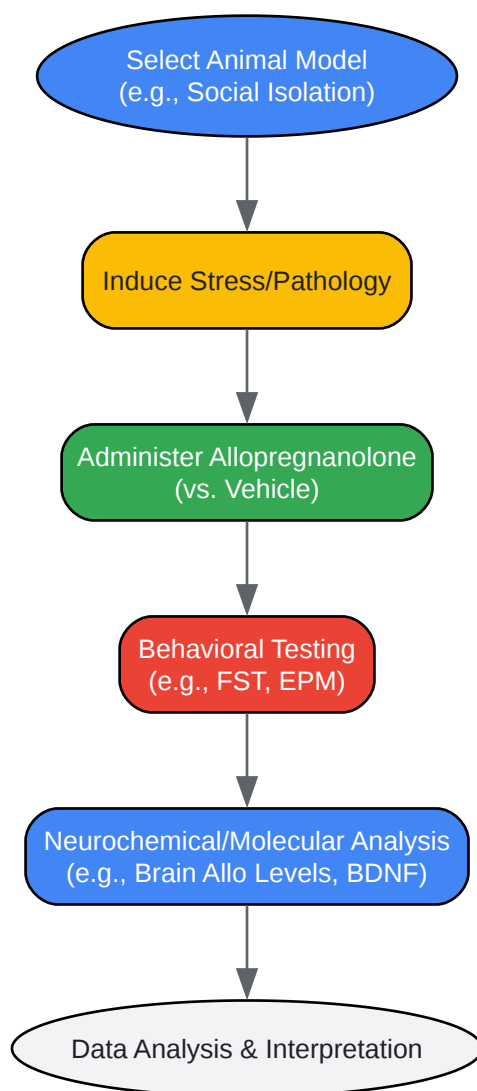 Select Animal Model
(e.g., Social Isolation)
Induce Stress/Pathology
Administer Allopregnanolone
(vs. Vehicle)
Behavioral Testing
(e.g., FST, EPM)
Neurochemical/Molecular Analysis
(e.g., Brain Allo Levels, BDNF)
Data Analysis & Interpretation